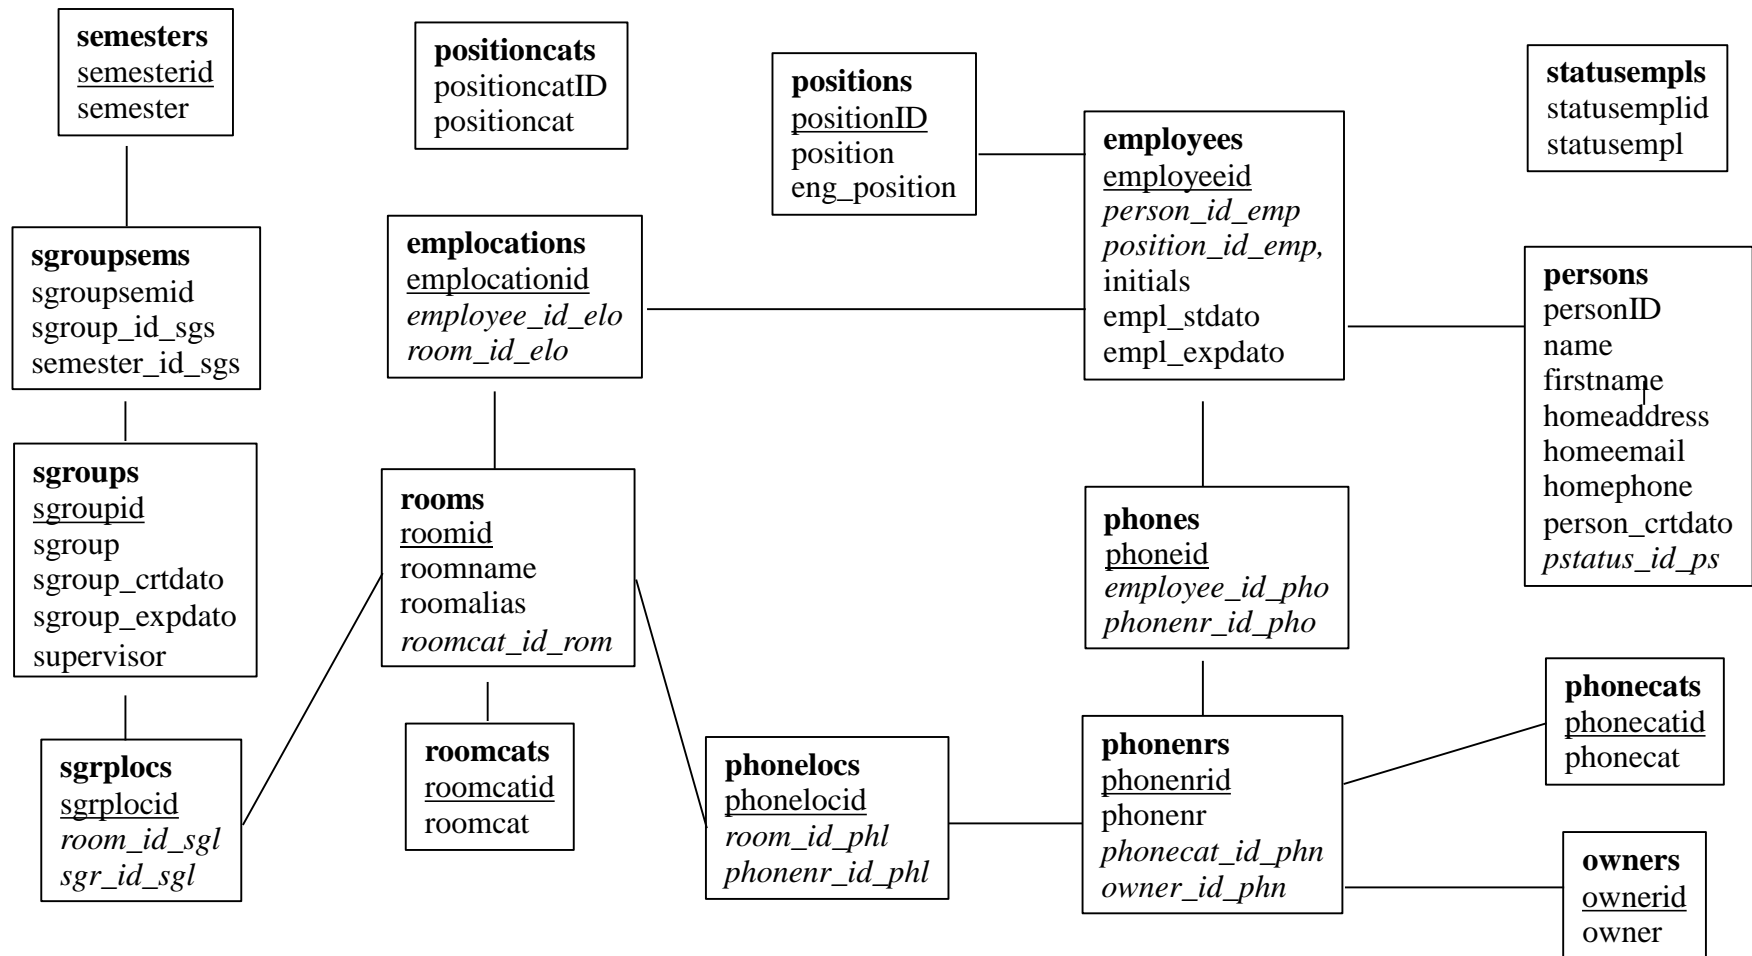 semesters
semesterid
semester
positioncats
positioncatID
positioncat
positions
positionID
position
eng_position
employees
employeeid
person_id_emp
position_id_emp,
initials
empl_stdato
empl_expdato
statusempls
statusemplid
statusempl
sgroupsems
sgroupsemid
sgroup_id_sgs
semester_id_sgs
emplocations
emplocationid
employee_id_elo
room_id_elo
persons
personID
name
firstname
homeaddress
homeemail
homephone
person_crtdato
pstatus_id_ps
sgroups
sgroupid
sgroup
sgroup_crtdato
sgroup_expdato
supervisor
rooms
roomid
roomname
roomalias
roomcat_id_rom
phones
phoneid
employee_id_pho
phonenr_id_pho
sgrplocs
sgrplocid
room_id_sgl
sgr_id_sgl
roomcats
roomcatid
roomcat
phonelocs
phonelocid
room_id_phl
phonenr_id_phl
phonenrs
phonenrid
phonenr
phonecat_id_phn
owner_id_phn
phonecats
phonecatid
phonecat
owners
ownerid
owner